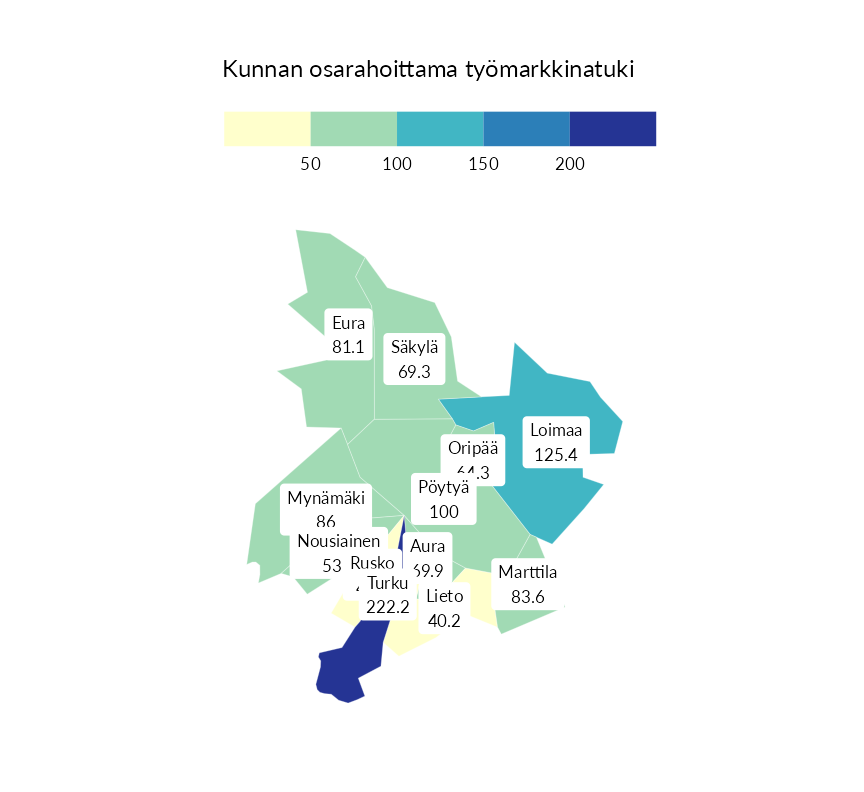 Kunnan osarahoittama työmarkkinatuki
50
100
150
200
Eura
81.1
Säkylä
69.3
Loimaa
125.4
Oripää
64.3
Pöytyä
100
Mynämäki
86
Nousiainen
53
Aura
69.9
Rusko
Marttila
83.6
Turku
222.2
Lieto
40.2